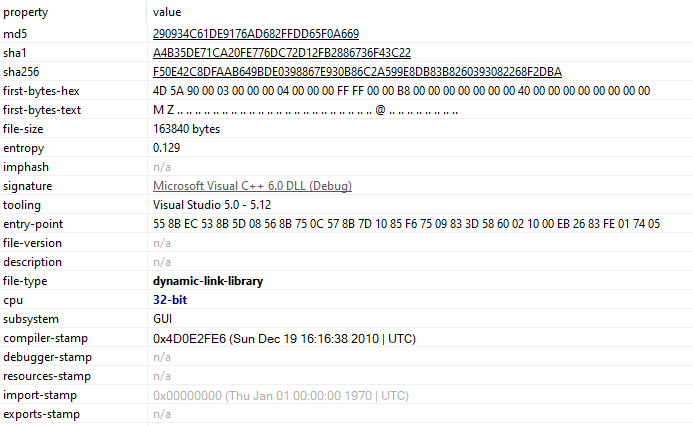 property value
md5 290934C61DE9176AD682FFDD65F0A669
sha1 A4B35DE71CA20FE776DC72D12FB2886736F43C22
sha256 F50E42C8DFAAB649BDE0398867E930B86C2A599E8DB83B8260393082268F2DBA
first-bytes-hex 4D 5A 90 00 03 00 00 00 04 00 00 00 FF FF 00 00 B8 00 00 00 00 00 00 00 40 00 00 00 00 00 00 00 00
first-bytes-text M Z .. .. .. .. .. .. .. .. .. .. .. .. .. .. .. .. .. .. .. .. .. .. @ .. .. .. .. .. .. .. ..
file-size 163840 bytes
entropy 0.129
imphash n/a
signature Microsoft Visual C++ 6.0 DLL (Debug)
tooling Visual Studio 5.0 - 5.12
entry-point 55 8B EC 53 8B 5D 08 56 8B 75 0C 57 8B 7D 10 85 F6 75 09 83 3D 58 60 02 10 00 EB 26 83 FE 01 74 05
file-version n/a
description n/a
file-type dynamic-link-library
cpu 32-bit
subsystem GUI
compiler-stamp 0x4D0E2FE6 (Sun Dec 19 16:16:38 2010 | UTC)
debugger-stamp n/a
resources-stamp n/a
import-stamp 0x00000000 (Thu Jan 01 00:00:00 1970 | UTC)
exports-stamp n/a